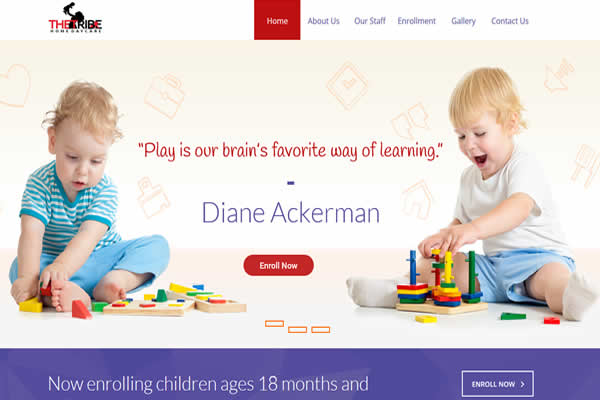 THE TRIBE
HOME DAYCARE
Home
About Us
Our Staff
Enrollment
Gallery
Contact Us
“Play is our brain's favorite way of learning.”
-
Diane Ackerman
Enroll Now
Now enrolling children ages 18 months and
ENROLL NOW >